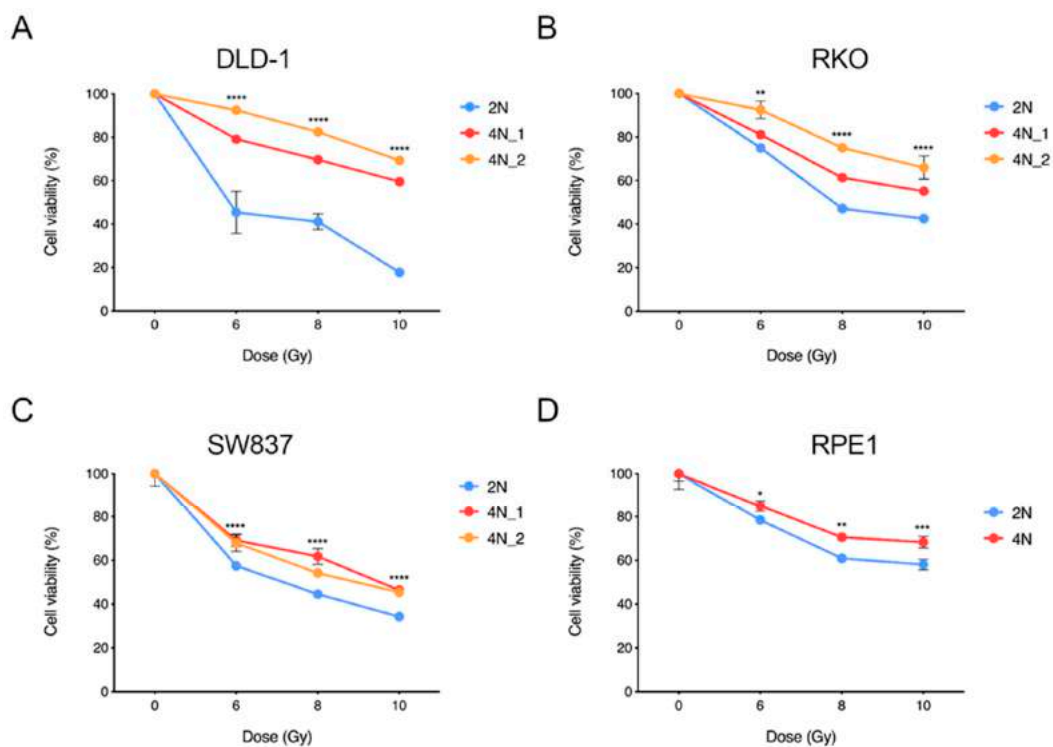 A
DLD-1
100
80
60
40
20
0
Cell viability (%)
****
****
****
0
6
8
10
Dose (Gy)
2N
4N_1
4N_2
B
RKO
100
80
60
40
20
0
Cell viability (%)
**
****
****
0
6
8
10
Dose (Gy)
2N
4N_1
4N_2
C
SW837
100
80
60
40
20
0
Cell viability (%)
****
****
****
0
6
8
10
Dose (Gy)
2N
4N_1
4N_2
D
RPE1
100
80
60
40
20
0
Cell viability (%)
*
**
***
0
6
8
10
Dose (Gy)
2N
4N